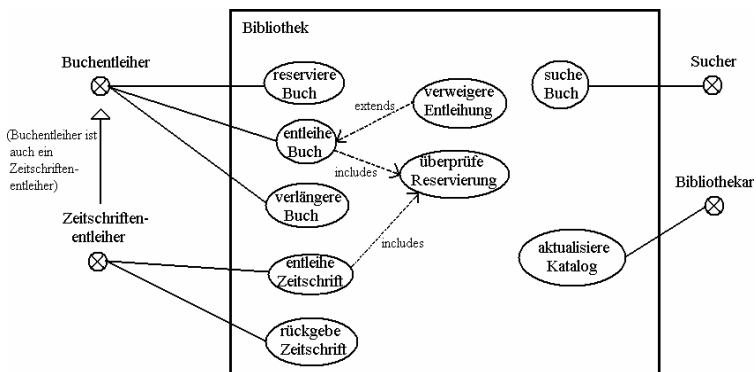 Bibliothek
Buchentleiher
reserviere
Buch
verweigere
Entleihung
suche
Buch
Sucher
extends
(Buchentleiher ist
auch ein
Zeitschriften-
entleiher)
entleihe
Buch
includes
überprüfe
Reservierung
verlängere
Buch
Bibliothekar
Zeitschriften-
entleiher
includes
entleihe
Zeitschrift
aktualisiere
Katalog
rückgebe
Zeitschrift